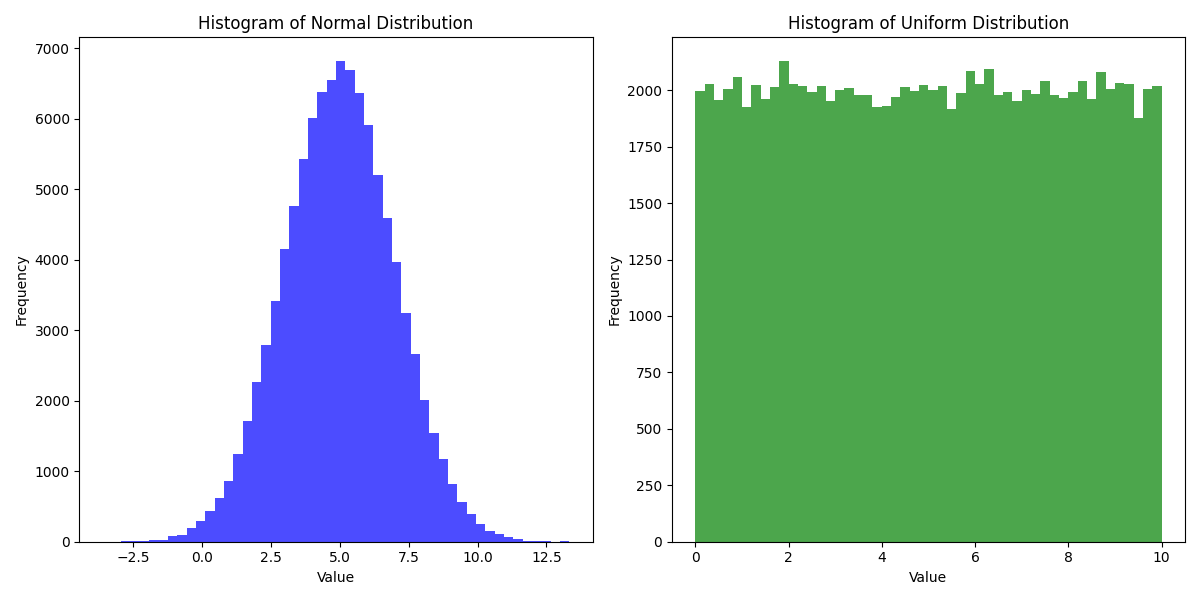 Histogram of Normal Distribution
Frequency
7000
6000
5000
4000
3000
2000
1000
0
−2.5 0.0 2.5 5.0 7.5 10.0 12.5
Value
Histogram of Uniform Distribution
Frequency
2000
1750
1500
1250
1000
750
500
250
0
0 2 4 6 8 10
Value